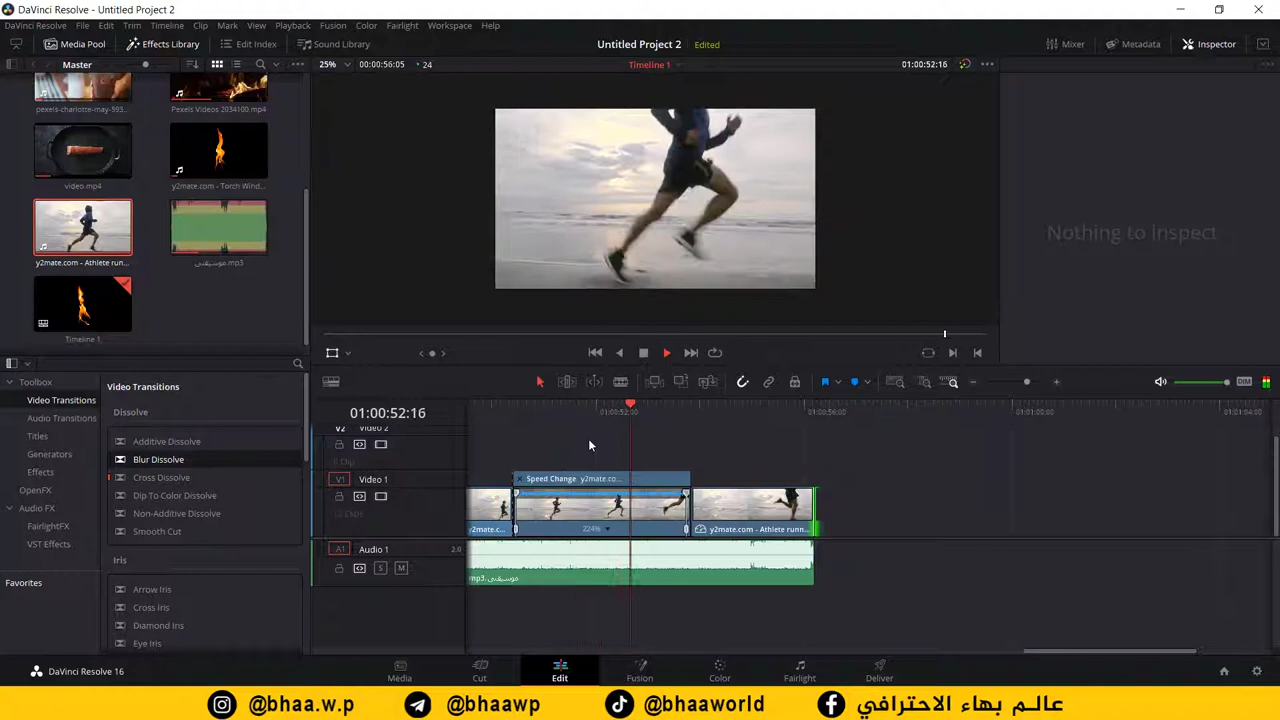 DaVinci Resolve - Untitled Project 2
DaVinci Resolve File Edit Trim Timeline Clip Mark View Playback Fusion Color Fairlight Workspace Help
Media Pool Effects Library Edit Index Sound Library Untitled Project 2 Edited Mixer Metadata Inspector
Master 25% 00:00:56:05 24 Timeline 1 01:00:52:16
pexels-charlotte-may-593... Pexels Videos 2034100.mp4
video.mp4 y2mate.com - Torch Wind...
y2mate.com - Athlete run... موسيقى.mp3
Timeline 1
Nothing to inspect
Toolbox
Video Transitions
Audio Transitions
Titles
Generators
Effects
OpenFX
Audio FX
FairlightFX
VST Effects
Favorites
Video Transitions
Dissolve
Additive Dissolve
Blur Dissolve
Cross Dissolve
Dip To Color Dissolve
Non-Additive Dissolve
Smooth Cut
Iris
Arrow Iris
Cross Iris
Diamond Iris
Eye Iris
DIM
01:00:52:16 01:00:52:00 01:00:56:00 01:01:00:00 01:01:04:00
V2 Video 2
1 Clip
V1 Video 1 Speed Change y2mate.co...
y2mate.c... 224% y2mate.com - Athlete runn...
A1 Audio 1 2.0
S M
موسيقى.mp3
DaVinci Resolve 16 Media Cut Edit Fusion Color Fairlight Deliver
@bhaa.w.p @bhaawp @bhaaworld عالم بهاء الاحترافي